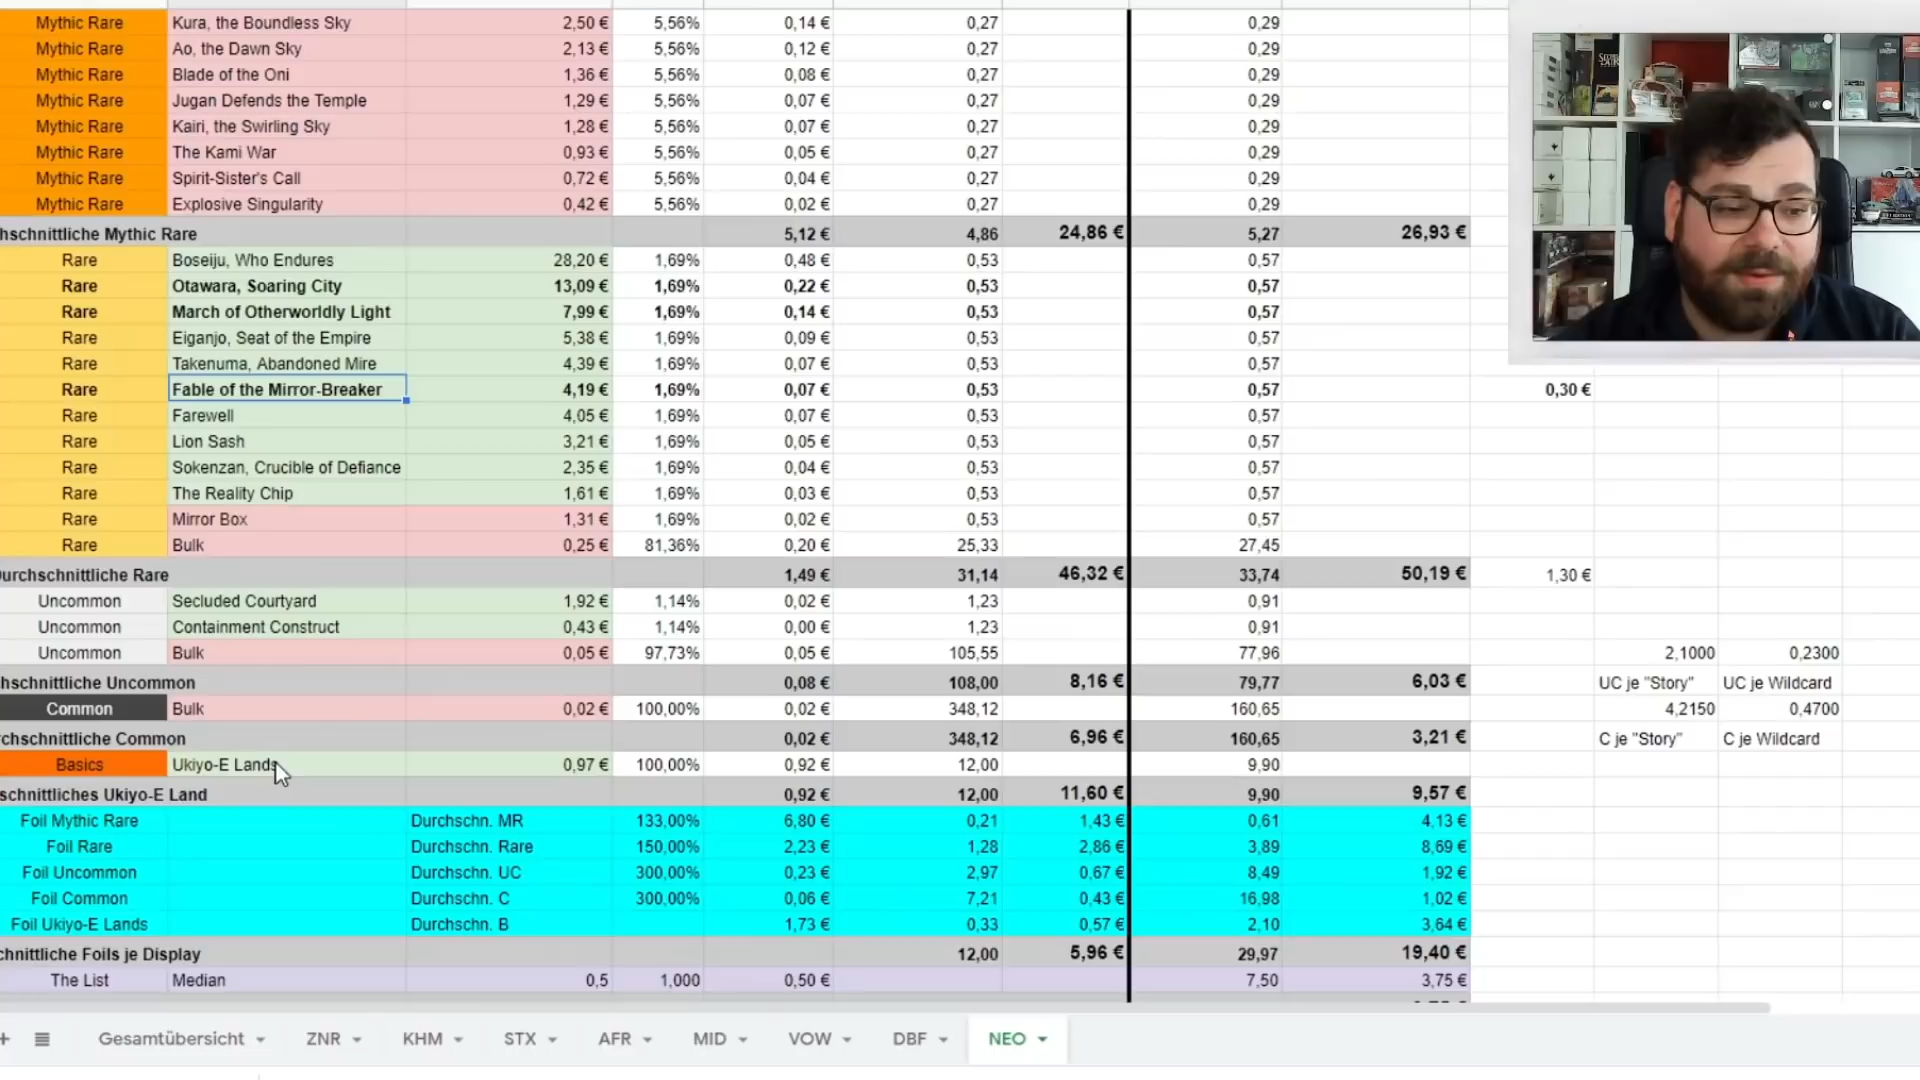 Mythic Rare Kura, the Boundless Sky 2,50 € 5,56% 0,14 € 0,27 0,29
Mythic Rare Ao, the Dawn Sky 2,13 € 5,56% 0,12 € 0,27 0,29
Mythic Rare Blade of the Oni 1,36 € 5,56% 0,08 € 0,27 0,29
Mythic Rare Jugan Defends the Temple 1,29 € 5,56% 0,07 € 0,27 0,29
Mythic Rare Kairi, the Swirling Sky 1,28 € 5,56% 0,07 € 0,27 0,29
Mythic Rare The Kami War 0,93 € 5,56% 0,05 € 0,27 0,29
Mythic Rare Spirit-Sister's Call 0,72 € 5,56% 0,04 € 0,27 0,29
Mythic Rare Explosive Singularity 0,42 € 5,56% 0,02 € 0,27 0,29
hschnittliche Mythic Rare 5,12 € 4,86 24,86 € 5,27 26,93 €
Rare Boseiju, Who Endures 28,20 € 1,69% 0,48 € 0,53 0,57
Rare Otawara, Soaring City 13,09 € 1,69% 0,22 € 0,53 0,57
Rare March of Otherworldly Light 7,99 € 1,69% 0,14 € 0,53 0,57
Rare Eiganjo, Seat of the Empire 5,38 € 1,69% 0,09 € 0,53 0,57
Rare Takenuma, Abandoned Mire 4,39 € 1,69% 0,07 € 0,53 0,57
Rare Fable of the Mirror-Breaker 4,19 € 1,69% 0,07 € 0,53 0,57 0,30 €
Rare Farewell 4,05 € 1,69% 0,07 € 0,53 0,57
Rare Lion Sash 3,21 € 1,69% 0,05 € 0,53 0,57
Rare Sokenzan, Crucible of Defiance 2,35 € 1,69% 0,04 € 0,53 0,57
Rare The Reality Chip 1,61 € 1,69% 0,03 € 0,53 0,57
Rare Mirror Box 1,31 € 1,69% 0,02 € 0,53 0,57
Rare Bulk 0,25 € 81,36% 0,20 € 25,33 27,45
urchschnittliche Rare 1,49 € 31,14 46,32 € 33,74 50,19 € 1,30 €
Uncommon Secluded Courtyard 1,92 € 1,14% 0,02 € 1,23 0,91
Uncommon Containment Construct 0,43 € 1,14% 0,00 € 1,23 0,91
Uncommon Bulk 0,05 € 97,73% 0,05 € 105,55 77,96 2,1000 0,2300
hschnittliche Uncommon 0,08 € 108,00 8,16 € 79,77 6,03 € UC je "Story" UC je Wildcard
Common Bulk 0,02 € 100,00% 0,02 € 348,12 160,65 4,2150 0,4700
rchschnittliche Common 0,02 € 348,12 6,96 € 160,65 3,21 € C je "Story" C je Wildcard
Basics Ukiyo-E Lands 0,97 € 100,00% 0,92 € 12,00 9,90
schnittliches Ukiyo-E Land 0,92 € 12,00 11,60 € 9,90 9,57 €
Foil Mythic Rare Durchschn. MR 133,00% 6,80 € 0,21 1,43 € 0,61 4,13 €
Foil Rare Durchschn. Rare 150,00% 2,23 € 1,28 2,86 € 3,89 8,69 €
Foil Uncommon Durchschn. UC 300,00% 0,23 € 2,97 0,67 € 8,49 1,92 €
Foil Common Durchschn. C 300,00% 0,06 € 7,21 0,43 € 16,98 1,02 €
Foil Ukiyo-E Lands Durchschn. B 1,73 € 0,33 0,57 € 2,10 3,64 €
chnittliche Foils je Display 12,00 5,96 € 29,97 19,40 €
The List Median 0,5 1,000 0,50 € 7,50 3,75 €
+ Gesamtübersicht ZNR KHM STX AFR MID VOW DBF NEO